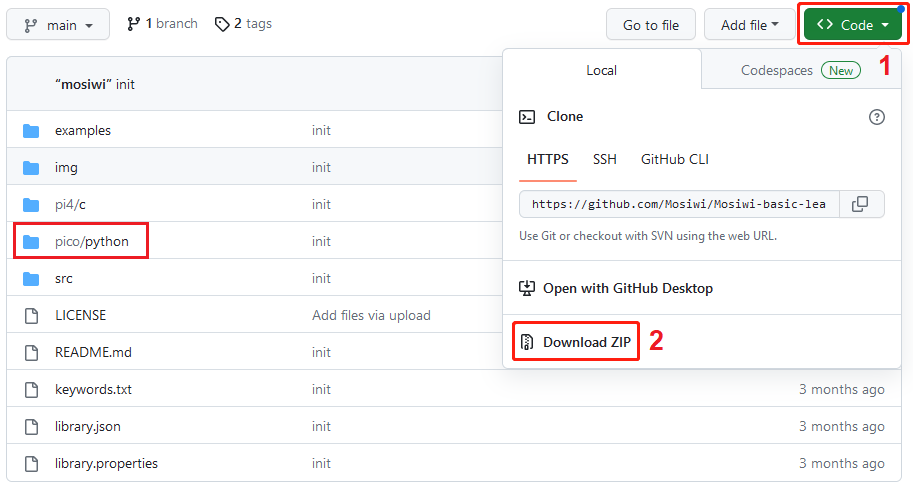 main 1 branch 2 tags Go to file Add file Code
1
Local Codespaces New
"mosiwi" init
Clone
examples init
HTTPS SSH GitHub CLI
img init
https://github.com/Mosiwi/Mosiwi-basic-lea
pi4/c init
Use Git or checkout with SVN using the web URL.
pico/python init
src init
Open with GitHub Desktop
LICENSE Add files via upload
Download ZIP 2
README.md init
keywords.txt init 3 months ago
library.json init 3 months ago
library.properties init 3 months ago